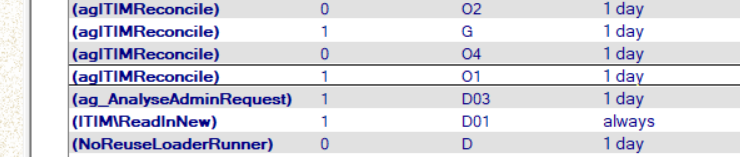 (agITIMReconcile) 0 O2 1 day
(agITIMReconcile) 1 G 1 day
(agITIMReconcile) 0 O4 1 day
(agITIMReconcile) 1 O1 1 day
(ag_AnalyseAdminRequest) 1 D03 1 day
(ITIM\ReadInNew) 1 D01 always
(NoReuseLoaderRunner) 0 D 1 day